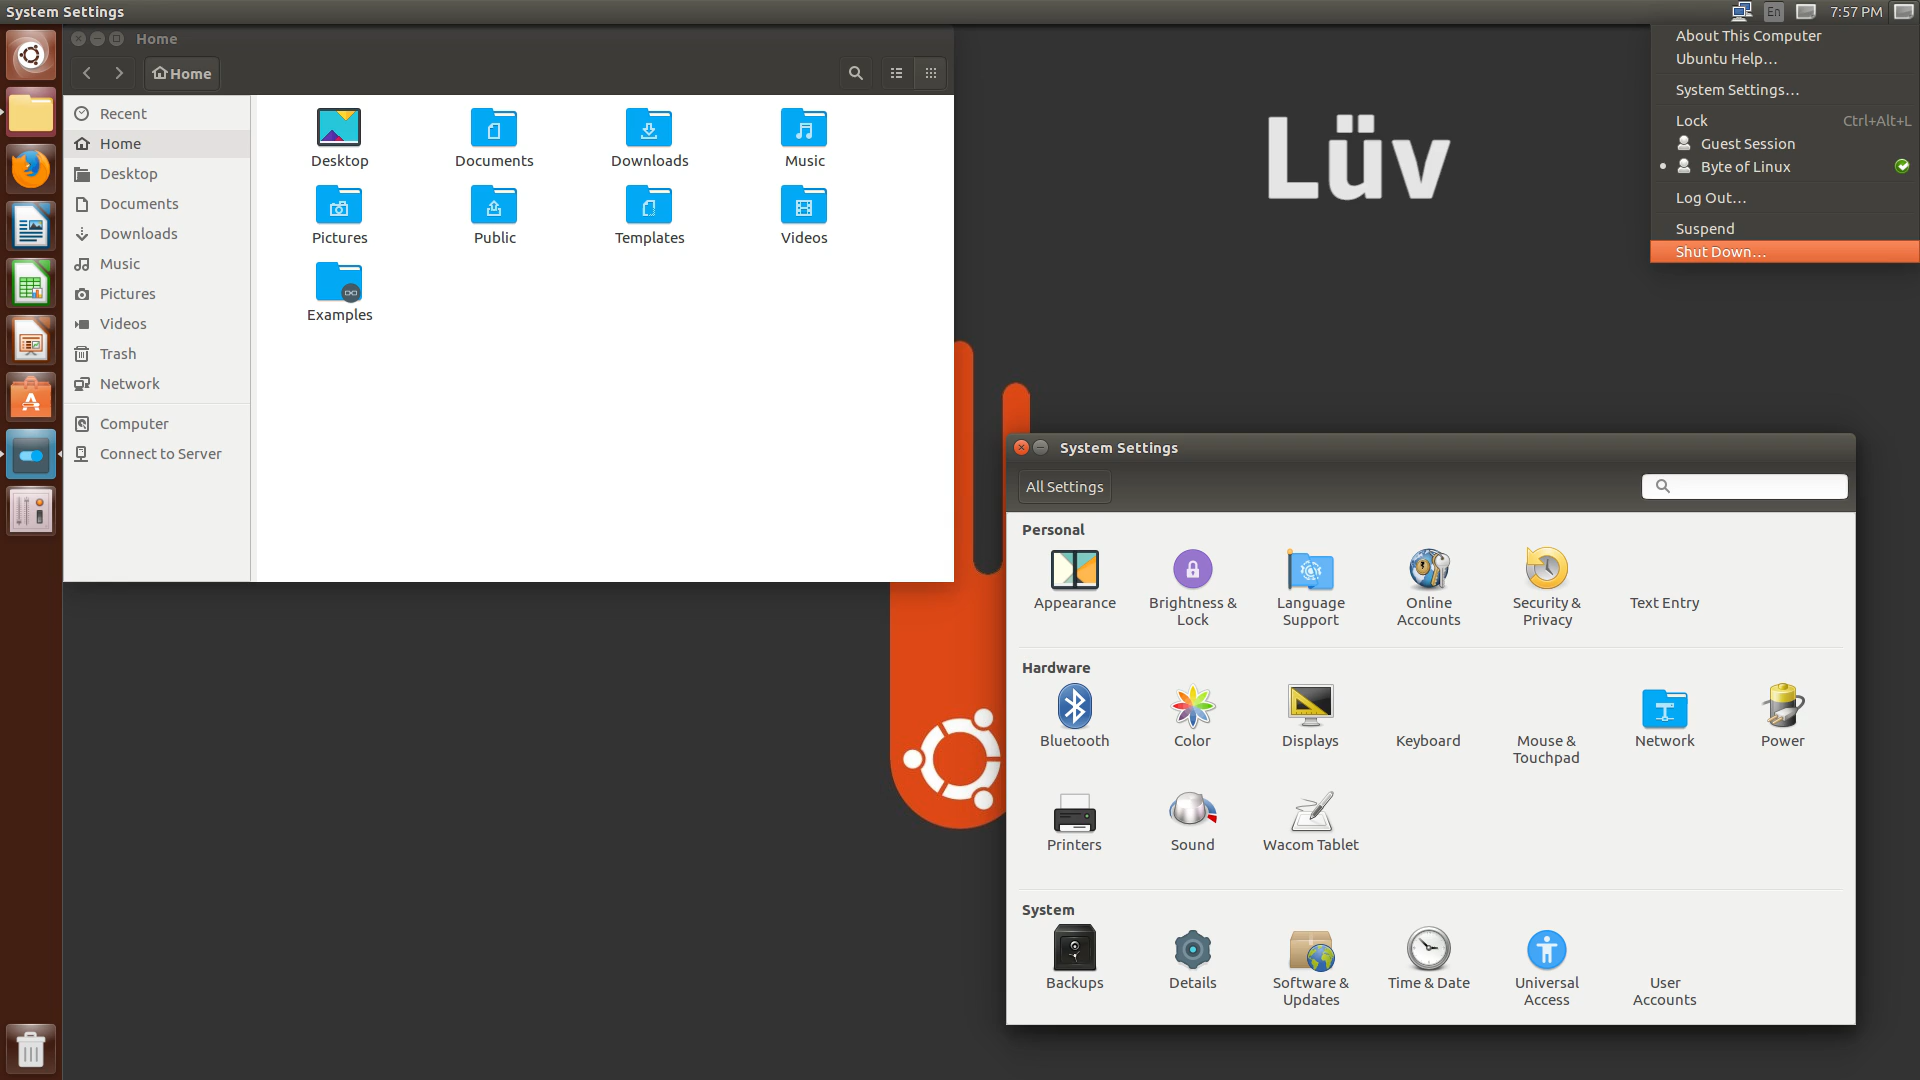 System Settings
En
7:57 PM
Home
Home
Recent
Home
Desktop
Documents
Downloads
Music
Pictures
Videos
Trash
Network
Computer
Connect to Server
Desktop
Documents
Downloads
Music
Pictures
Public
Templates
Videos
Examples
Lüv
About This Computer
Ubuntu Help…
System Settings…
Lock Ctrl+Alt+L
Guest Session
Byte of Linux
Log Out…
Suspend
Shut Down…
System Settings
All Settings
Personal
Appearance
Brightness &
Lock
Language
Support
Online
Accounts
Security &
Privacy
Text Entry
Hardware
Bluetooth
Color
Displays
Keyboard
Mouse &
Touchpad
Network
Power
Printers
Sound
Wacom Tablet
System
Backups
Details
Software &
Updates
Time & Date
Universal
Access
User
Accounts